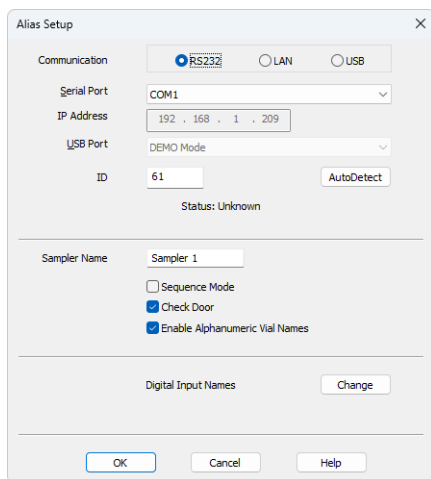 Alias Setup
Communication RS232 LAN USB
Serial Port COM1
IP Address 192 . 168 . 1 . 209
USB Port DEMO Mode
ID 61 AutoDetect
Status: Unknown
Sampler Name Sampler 1
Sequence Mode
Check Door
Enable Alphanumeric Vial Names
Digital Input Names Change
OK Cancel Help